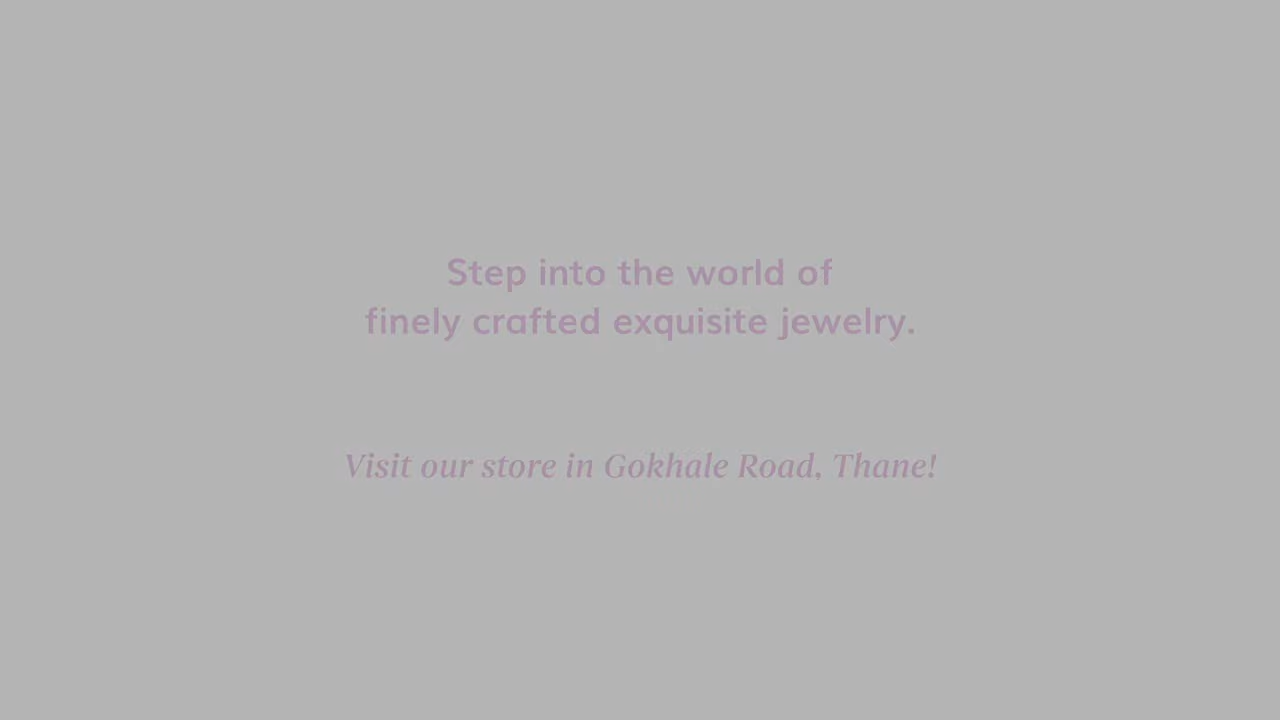 Step into the world of
finely crafted exquisite jewelry.
Visit our store in Gokhale Road, Thane!